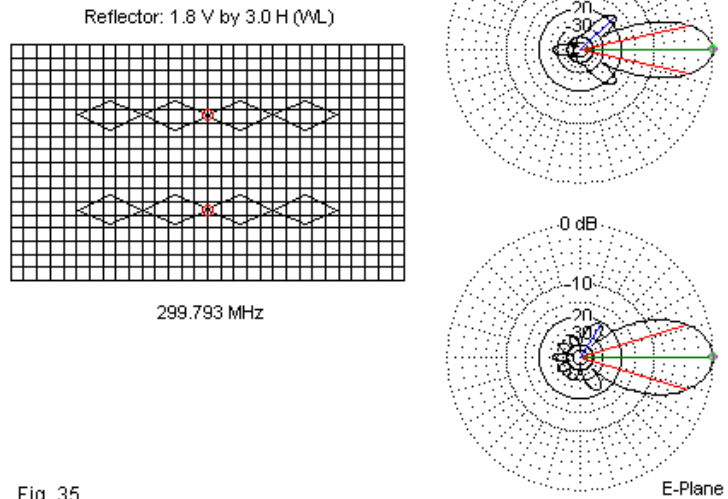 Reflector: 1.8 V by 3.0 H (WL)
20
30
299.793 MHz
0 dB
-10
20
30
Fig. 35
E-Plane